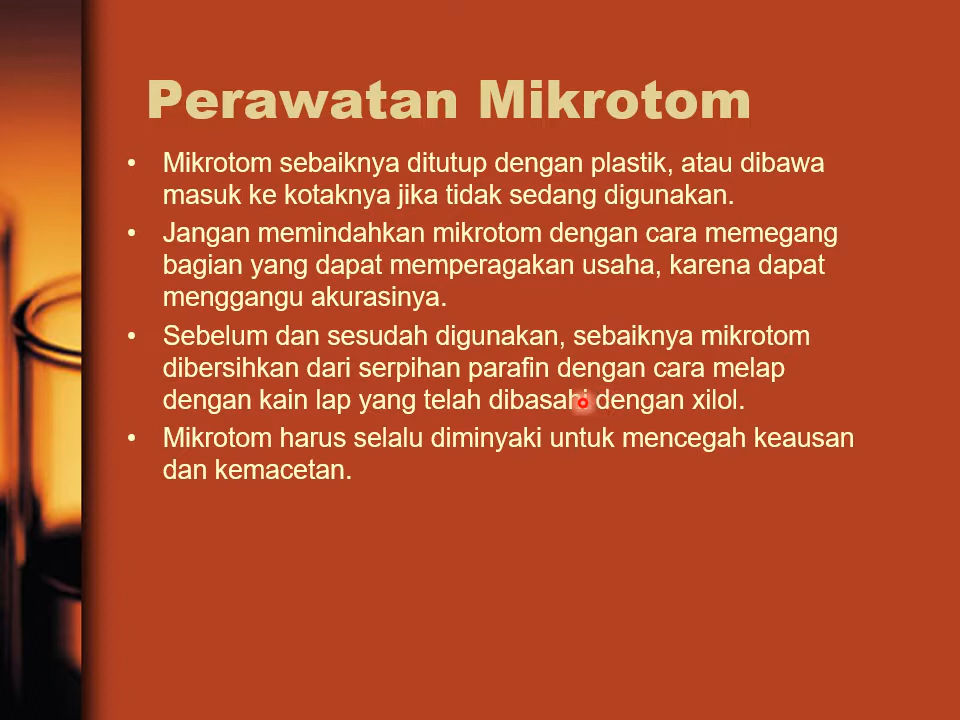 Perawatan Mikrotom
• Mikrotom sebaiknya ditutup dengan plastik, atau dibawa
masuk ke kotaknya jika tidak sedang digunakan.
• Jangan memindahkan mikrotom dengan cara memegang
bagian yang dapat memperagakan usaha, karena dapat
menggangu akurasinya.
• Sebelum dan sesudah digunakan, sebaiknya mikrotom
dibersihkan dari serpihan parafin dengan cara melap
dengan kain lap yang telah dibasahi dengan xilol.
• Mikrotom harus selalu diminyaki untuk mencegah keausan
dan kemacetan.